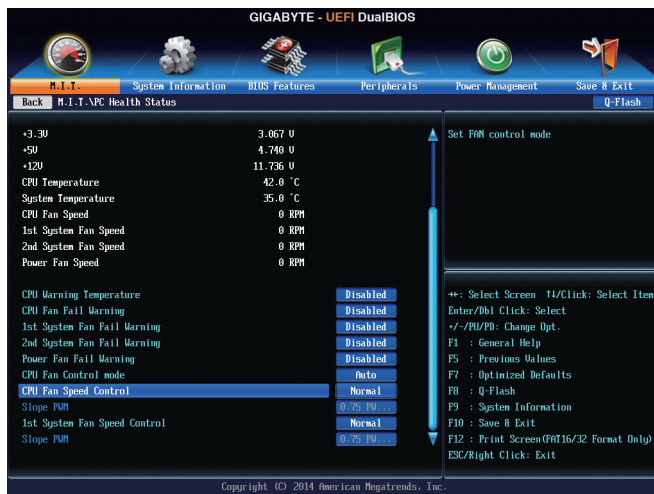 GIGABYTE - UEFI DualBIOS
M.I.T. System Information BIOS Features Peripherals Power Management Save & Exit
Back M.I.T.\PC Health Status Q-Flash
+3.3V 3.067 V
+5V 4.740 V
+12V 11.736 V
CPU Temperature 42.0 °C
System Temperature 35.0 °C
CPU Fan Speed 0 RPM
1st System Fan Speed 0 RPM
2nd System Fan Speed 0 RPM
Power Fan Speed 0 RPM
CPU Warning Temperature Disabled
CPU Fan Fail Warning Disabled
1st System Fan Fail Warning Disabled
2nd System Fan Fail Warning Disabled
Power Fan Fail Warning Disabled
CPU Fan Control mode Auto
CPU Fan Speed Control Normal
Slope PWM 0.75 PW...
1st System Fan Speed Control Normal
Slope PWM 0.75 PW...
Set FAN control mode
→←: Select Screen ↑↓/Click: Select Item
Enter/Dbl Click: Select
+/-/PU/PD: Change Opt.
F1 : General Help
F5 : Previous Values
F7 : Optimized Defaults
F8 : Q-Flash
F9 : System Information
F10 : Save & Exit
F12 : Print Screen(FAT16/32 Format Only)
ESC/Right Click: Exit
Copyright (C) 2014 American Megatrends, Inc.